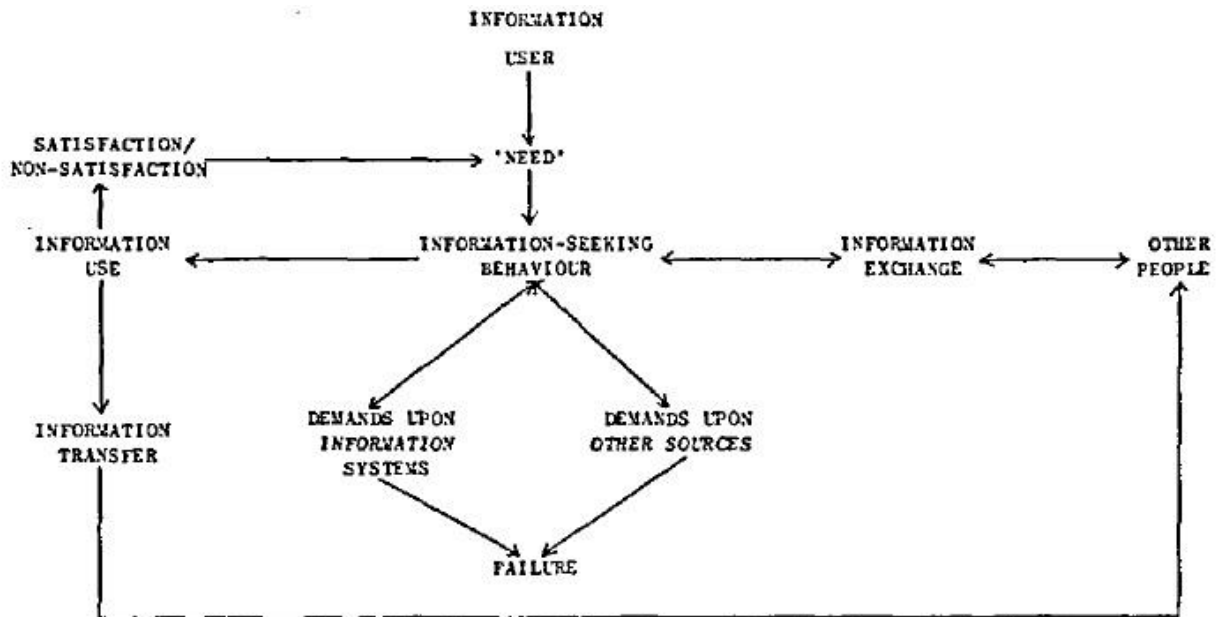 INFORMATION
USER
SATISFACTION/
NON-SATISFACTION
"NEED"
INFORMATION
USE
INFORMATION-SEEKING
BEHAVIOUR
INFORMATION
EXCHANGE
OTHER
PEOPLE
INFORMATION
TRANSFER
DEMANDS UPON
INFORMATION
SYSTEMS
DEMANDS UPON
OTHER SOURCES
FAILURE